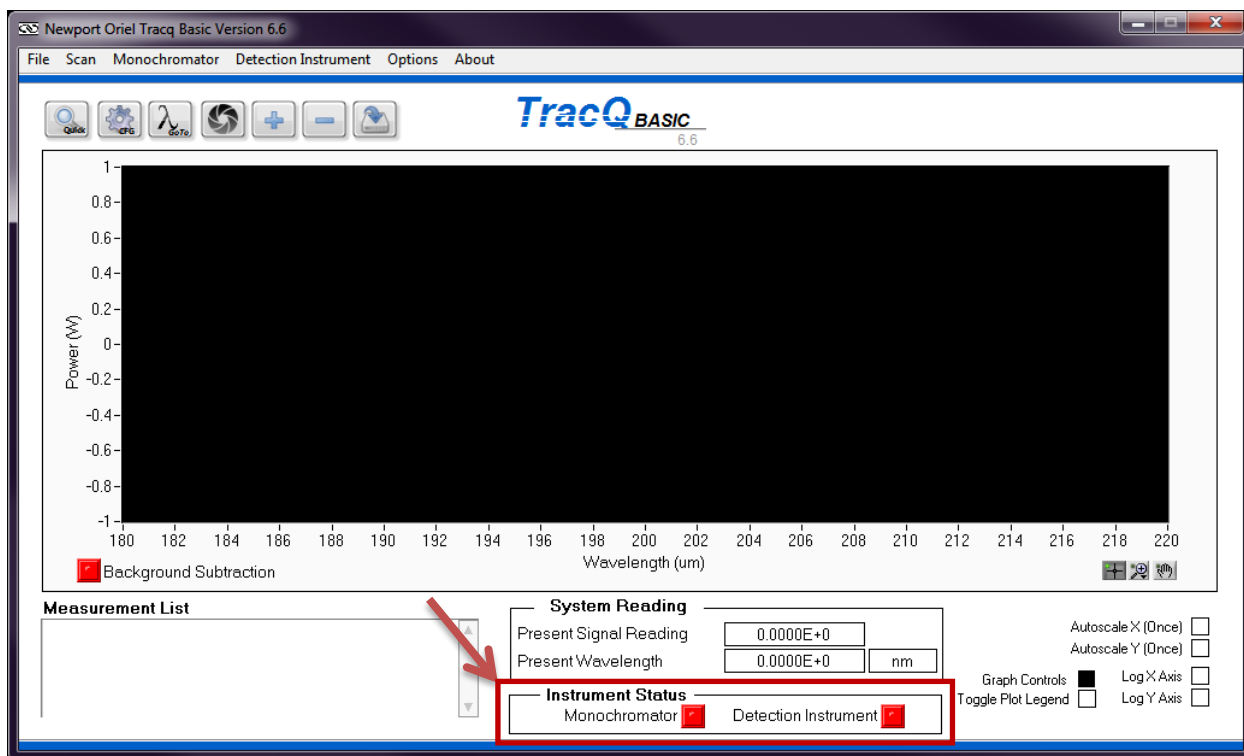 Newport Oriel Tracq Basic Version 6.6
File Scan Monochromator Detection Instrument Options About
Quick CFG λ GoTo
TracQ BASIC
6.6
1
0.8
0.6
0.4
0.2
0
-0.2
-0.4
-0.6
-0.8
-1
Power (W)
180 182 184 186 188 190 192 194 196 198 200 202 204 206 208 210 212 214 216 218 220
Wavelength (um)
Background Subtraction
Measurement List
System Reading
Present Signal Reading 0.0000E+0
Present Wavelength 0.0000E+0 nm
Instrument Status
Monochromator Detection Instrument
Autoscale X (Once)
Autoscale Y (Once)
Graph Controls Log X Axis
Toggle Plot Legend Log Y Axis